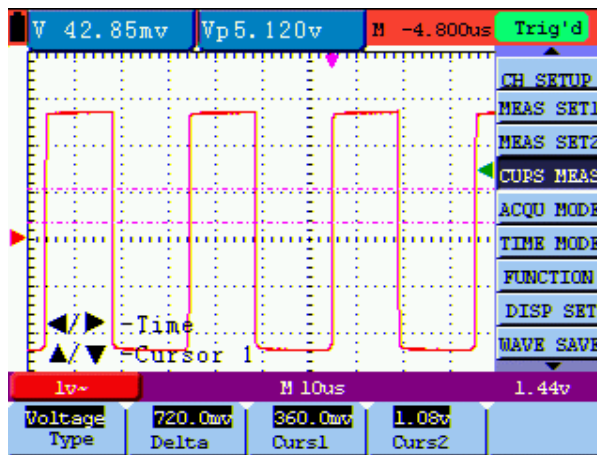 V 42.85mv Vp5.120v M -4.800us Trig'd
CH SETUP
MEAS SET1
MEAS SET2
CUPS MEAS
ACQU MODE
TIME MODE
FUNCTION
DISP SET
WAVE SAVE
◀/▶ -Time
▲/▼ -Cursor 1
1v~ M 10us 1.44v
Voltage 720.0mv 360.0mv 1.08v
Type Delta Curs1 Curs2